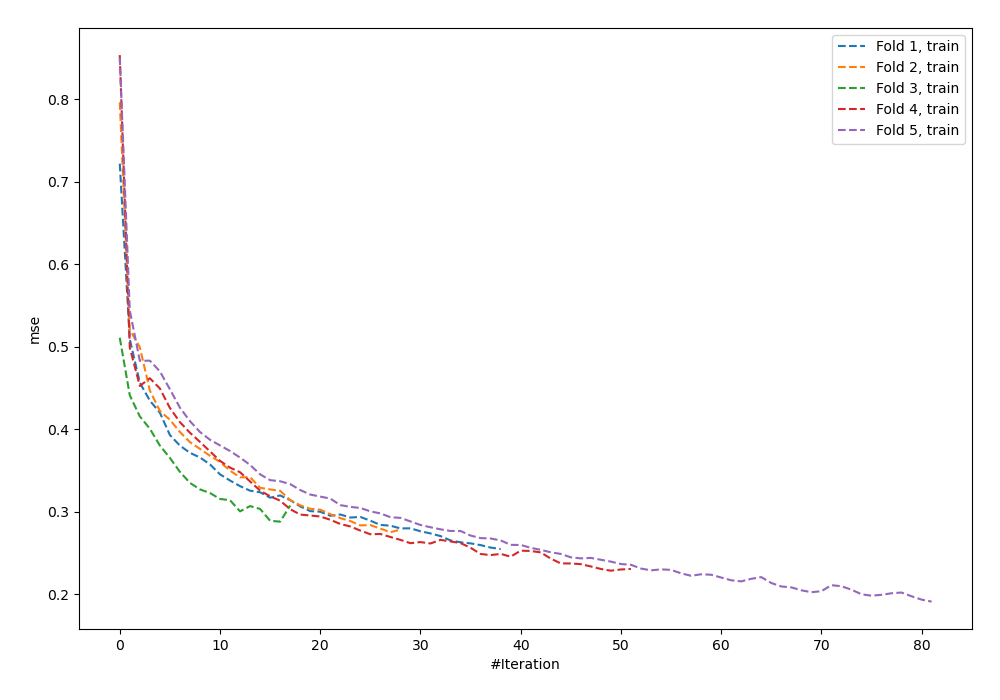 Fold 1, train
Fold 2, train
Fold 3, train
Fold 4, train
Fold 5, train
mse
0.8
0.7
0.6
0.5
0.4
0.3
0.2
0 10 20 30 40 50 60 70 80
#Iteration